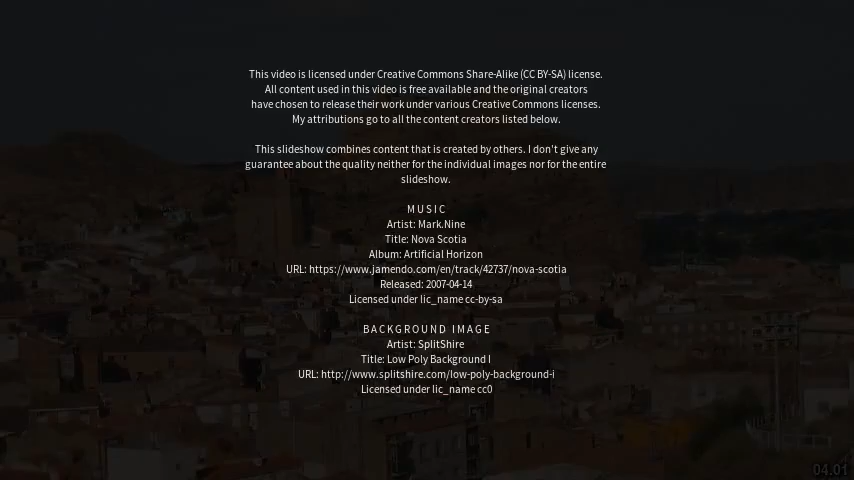 This video is licensed under Creative Commons Share-Alike (CC BY-SA) license.
All content used in this video is free available and the original creators
have chosen to release their work under various Creative Commons licenses.
My attributions go to all the content creators listed below.
This slideshow combines content that is created by others. I don't give any
guarantee about the quality neither for the individual images nor for the entire
slideshow.
MUSIC
Artist: Mark.Nine
Title: Nova Scotia
Album: Artificial Horizon
URL: https://www.jamendo.com/en/track/42737/nova-scotia
Released: 2007-04-14
Licensed under lic_name cc-by-sa
BACKGROUND IMAGE
Artist: SplitShire
Title: Low Poly Background I
URL: http://www.splitshire.com/low-poly-background-i
Licensed under lic_name cc0
04.01